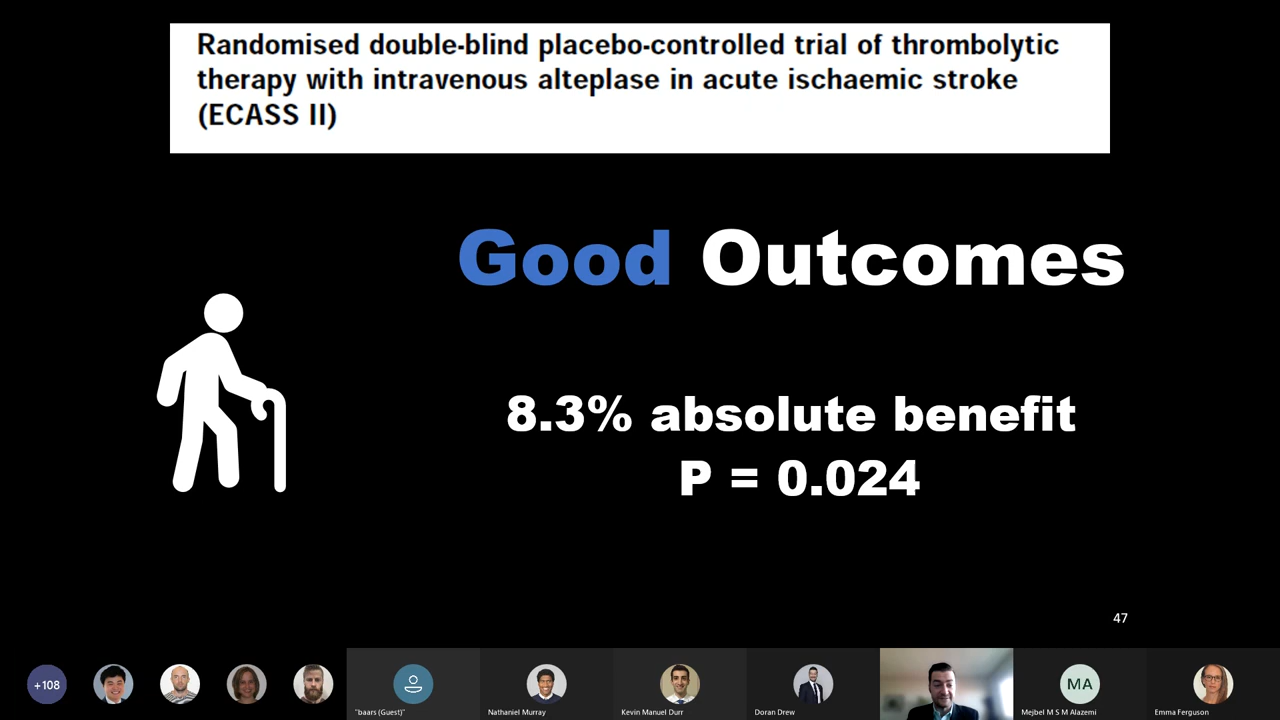 Randomised double-blind placebo-controlled trial of thrombolytic
therapy with intravenous alteplase in acute ischaemic stroke
(ECASS II)
Good Outcomes
8.3% absolute benefit
P = 0.024
47
+108
"baars (Guest)"
Nathaniel Murray
Kevin Manuel Durr
Doran Drew
MA
Mejbel M S M Alazemi
Emma Ferguson